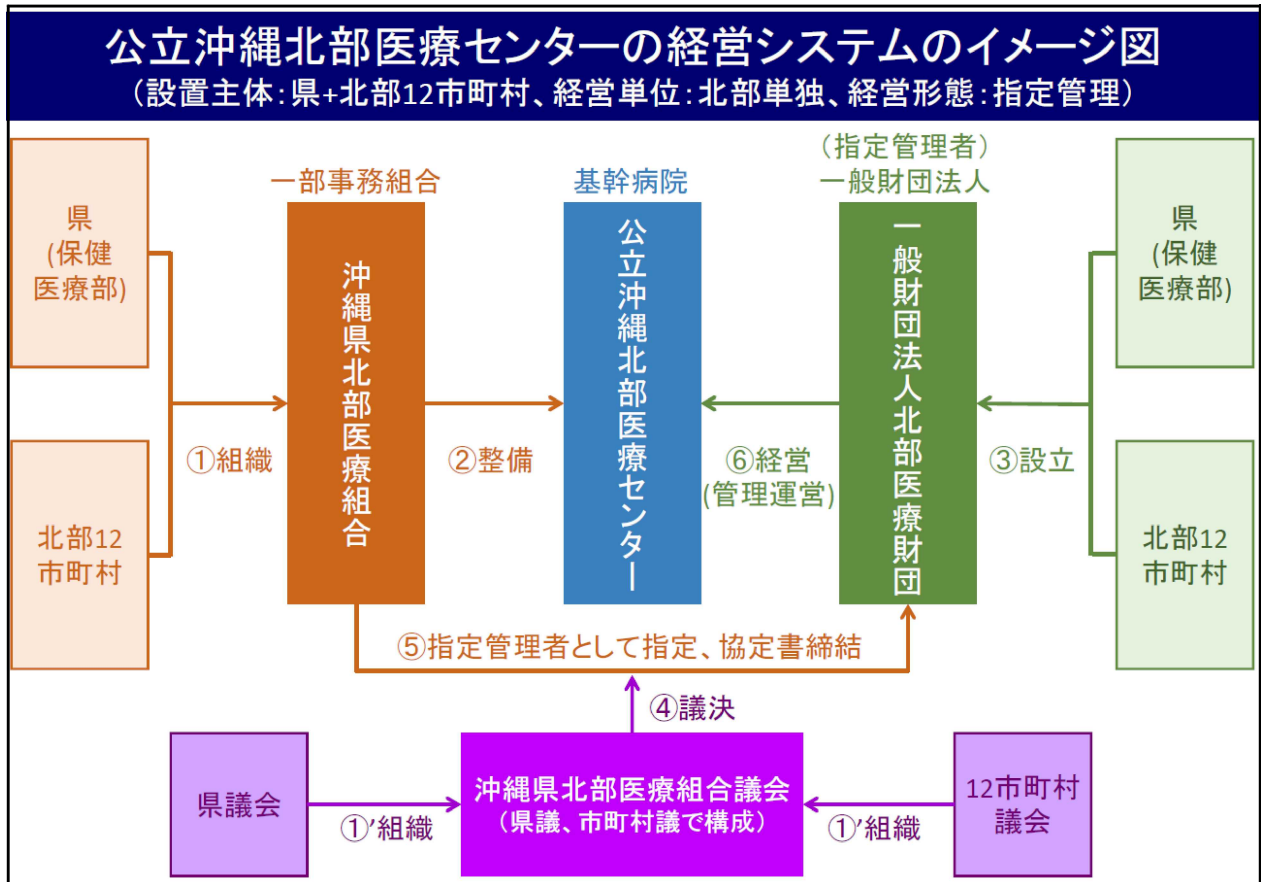 公立沖縄北部医療センターの経営システムのイメージ図
（設置主体：県+北部12市町村、経営単位：北部単独、経営形態：指定管理）
県
(保健
医療部)
北部12
市町村
①組織
一部事務組合
沖縄県北部医療組合
②整備
基幹病院
公立沖縄北部医療センター
（指定管理者）
一般財団法人
一般財団法人北部医療財団
⑥経営
(管理運営)
③設立
県
(保健
医療部)
北部12
市町村
⑤指定管理者として指定、協定書締結
④議決
県議会
①’組織
沖縄県北部医療組合議会
（県議、市町村議で構成）
①’組織
12市町村
議会